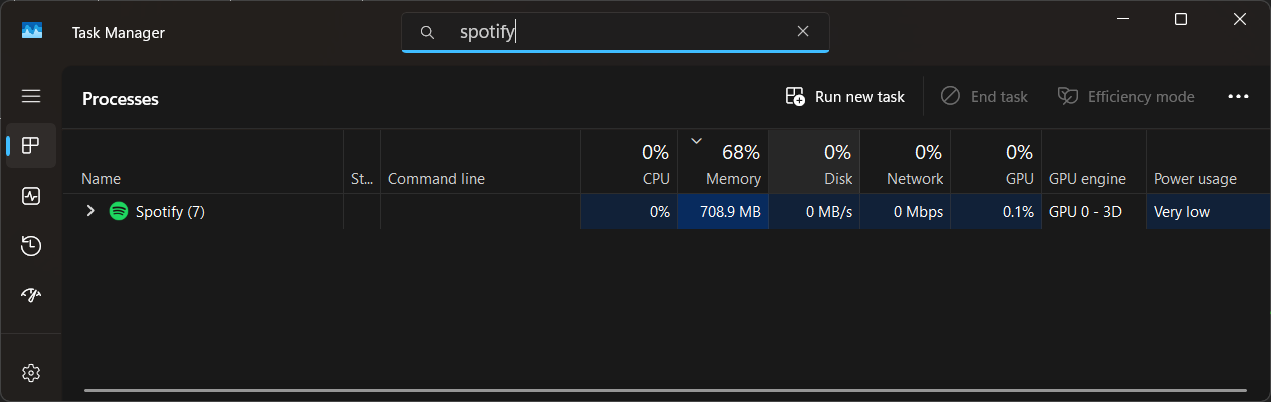 Task Manager
spotify
Processes
Run new task
End task
Efficiency mode
0% 68% 0% 0% 0%
Name St... Command line CPU Memory Disk Network GPU GPU engine Power usage
Spotify (7) 0% 708.9 MB 0 MB/s 0 Mbps 0.1% GPU 0 - 3D Very low